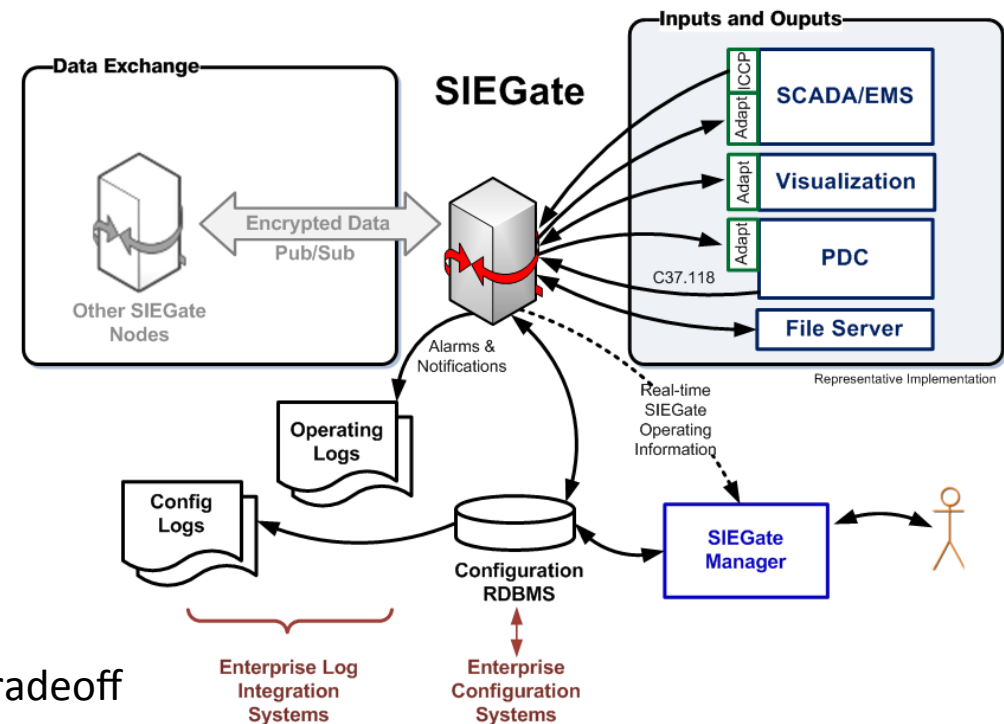 Inputs and Ouputs
Data Exchange
SIEGate
ICCP
Adapt
SCADA/EMS
Adapt
Visualization
Adapt
PDC
C37.118
File Server
Representative Implementation
Encrypted Data
Pub/Sub
Other SIEGate
Nodes
Alarms &
Notifications
Real-time
SIEGate
Operating
Information
Operating
Logs
Config
Logs
Configuration
RDBMS
SIEGate
Manager
Enterprise Log
Integration
Systems
Enterprise
Configuration
Systems
radeoff